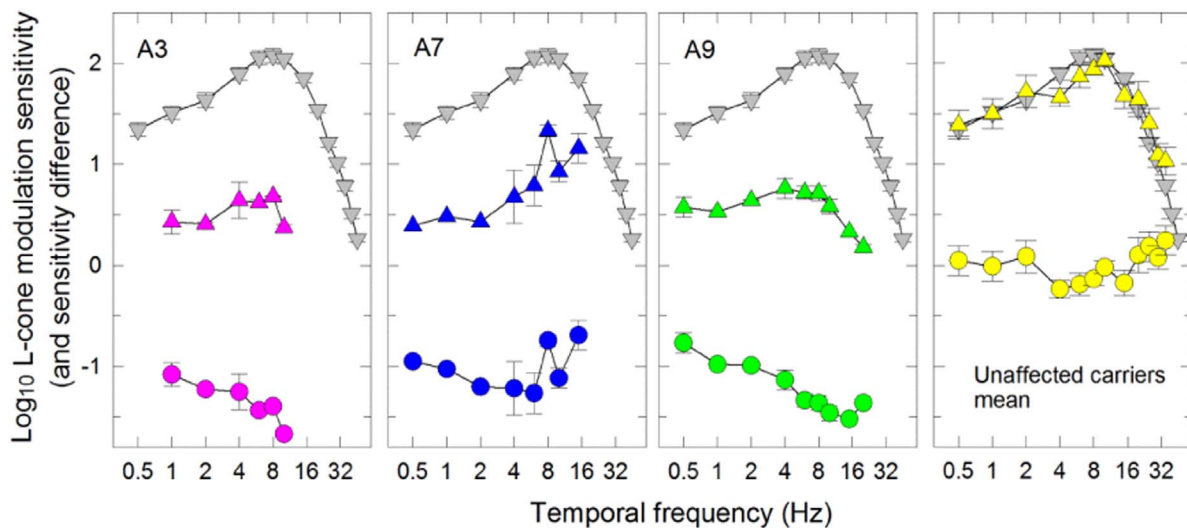 A3
A7
A9
Unaffected carriers
mean
Log10 L-cone modulation sensitivity
(and sensitivity difference)
2
1
0
-1
0.5 1 2 4 8 16 32
0.5 1 2 4 8 16 32
0.5 1 2 4 8 16 32
0.5 1 2 4 8 16 32
Temporal frequency (Hz)